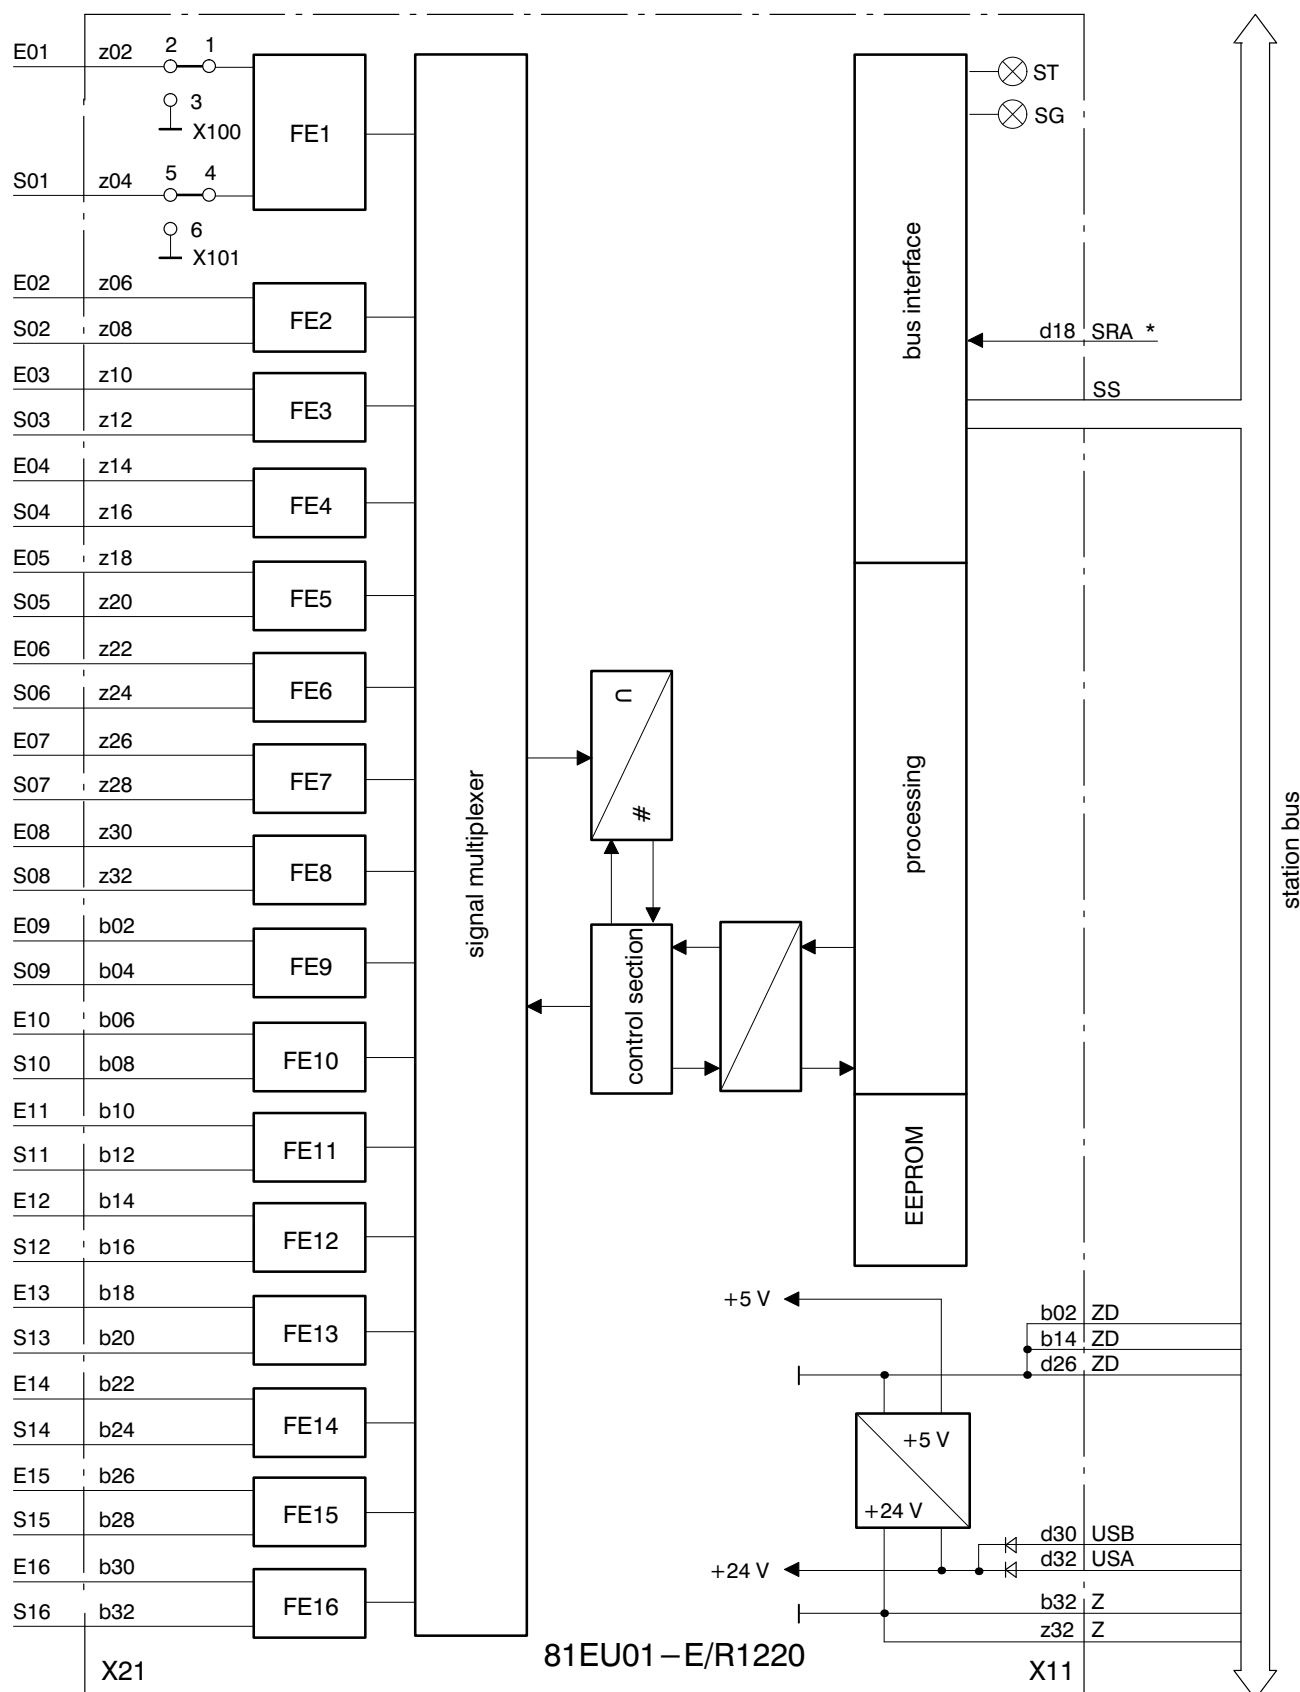 E01 z02 2 1
3
X100
FE1
S01 z04 5 4
6
X101
E02 z06
FE2
S02 z08
E03 z10
FE3
S03 z12
E04 z14
FE4
S04 z16
E05 z18
FE5
S05 z20
E06 z22
FE6
S06 z24
E07 z26
FE7
S07 z28
E08 z30
FE8
S08 z32
E09 b02
FE9
S09 b04
E10 b06
FE10
S10 b08
E11 b10
FE11
S11 b12
E12 b14
FE12
S12 b16
E13 b18
FE13
S13 b20
E14 b22
FE14
S14 b24
E15 b26
FE15
S15 b28
E16 b30
FE16
S16 b32
X21
signal multiplexer
U
#
control section
bus interface
processing
EEPROM
ST
SG
d18 SRA *
SS
station bus
+5 V
b02 ZD
b14 ZD
d26 ZD
+5 V
+24 V
d30 USB
+24 V
d32 USA
b32 Z
z32 Z
81EU01−E/R1220
X11